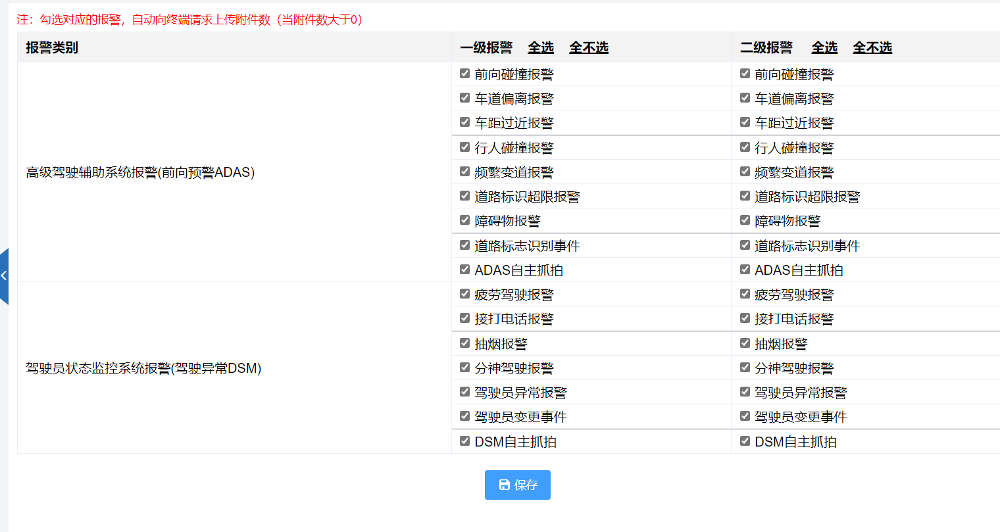 注：勾选对应的报警，自动向终端请求上传附件数（当附件数大于0）
报警类别 一级报警 全选 全不选 二级报警 全选 全不选
前向碰撞报警 前向碰撞报警
车道偏离报警 车道偏离报警
车距过近报警 车距过近报警
行人碰撞报警 行人碰撞报警
高级驾驶辅助系统报警(前向预警ADAS) 频繁变道报警 频繁变道报警
道路标识超限报警 道路标识超限报警
障碍物报警 障碍物报警
道路标志识别事件 道路标志识别事件
ADAS自主抓拍 ADAS自主抓拍
疲劳驾驶报警 疲劳驾驶报警
接打电话报警 接打电话报警
抽烟报警 抽烟报警
驾驶员状态监控系统报警(驾驶异常DSM) 分神驾驶报警 分神驾驶报警
驾驶员异常报警 驾驶员异常报警
驾驶员变更事件 驾驶员变更事件
DSM自主抓拍 DSM自主抓拍
保存